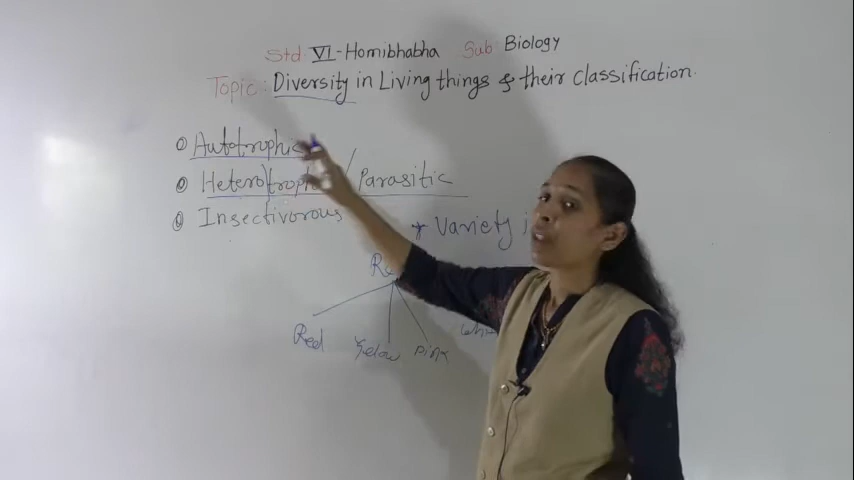 Std: VI - Homibhabha Sub: Biology
Topic: Diversity in Living things & their classification.
Autotrophic
Heterotroph / Parasitic
Insectivorous
* Variety i
Red Yelow Pink